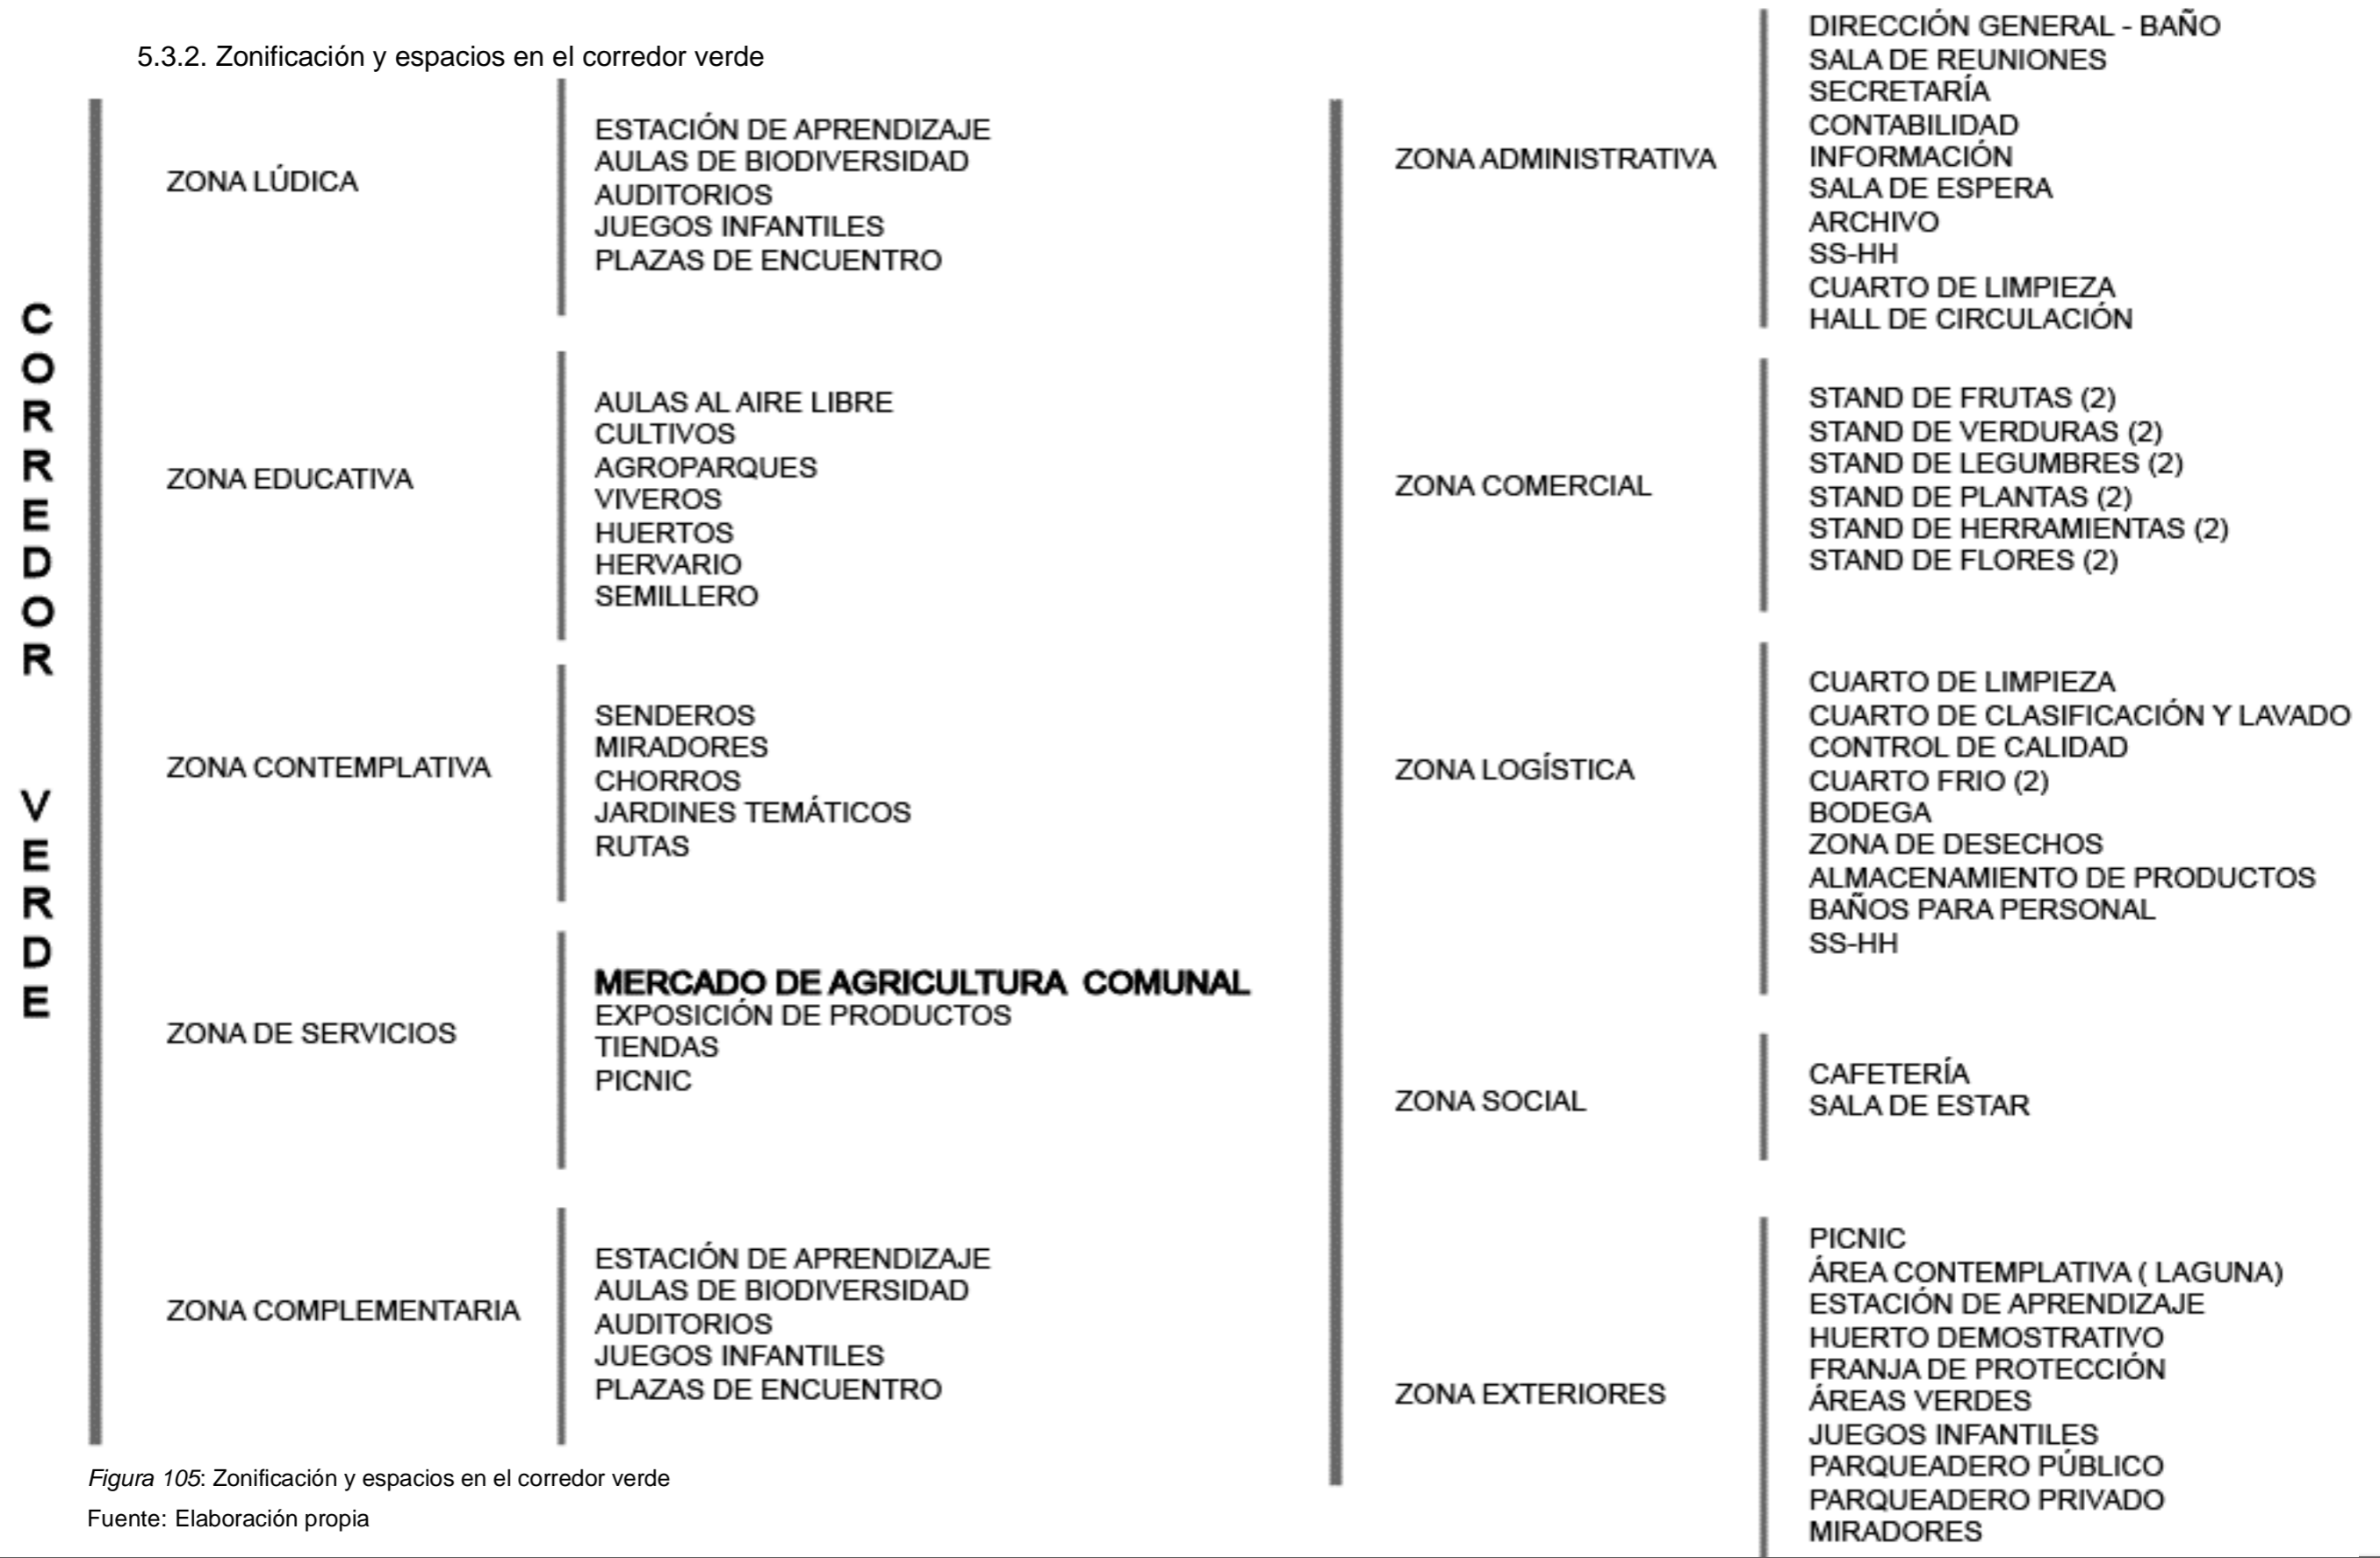 5.3.2. Zonificación y espacios en el corredor verde
CORREDOR VERDE
ZONA LÚDICA
ESTACIÓN DE APRENDIZAJE
AULAS DE BIODIVERSIDAD
AUDITORIOS
JUEGOS INFANTILES
PLAZAS DE ENCUENTRO
ZONA EDUCATIVA
AULAS AL AIRE LIBRE
CULTIVOS
AGROPARQUES
VIVEROS
HUERTOS
HERVARIO
SEMILLERO
ZONA CONTEMPLATIVA
SENDEROS
MIRADORES
CHORROS
JARDINES TEMÁTICOS
RUTAS
ZONA DE SERVICIOS
MERCADO DE AGRICULTURA COMUNAL
EXPOSICIÓN DE PRODUCTOS
TIENDAS
PICNIC
ZONA COMPLEMENTARIA
ESTACIÓN DE APRENDIZAJE
AULAS DE BIODIVERSIDAD
AUDITORIOS
JUEGOS INFANTILES
PLAZAS DE ENCUENTRO
ZONA ADMINISTRATIVA
DIRECCIÓN GENERAL - BAÑO
SALA DE REUNIONES
SECRETARÍA
CONTABILIDAD
INFORMACIÓN
SALA DE ESPERA
ARCHIVO
SS-HH
CUARTO DE LIMPIEZA
HALL DE CIRCULACIÓN
ZONA COMERCIAL
STAND DE FRUTAS (2)
STAND DE VERDURAS (2)
STAND DE LEGUMBRES (2)
STAND DE PLANTAS (2)
STAND DE HERRAMIENTAS (2)
STAND DE FLORES (2)
ZONA LOGÍSTICA
CUARTO DE LIMPIEZA
CUARTO DE CLASIFICACIÓN Y LAVADO
CONTROL DE CALIDAD
CUARTO FRIO (2)
BODEGA
ZONA DE DESECHOS
ALMACENAMIENTO DE PRODUCTOS
BAÑOS PARA PERSONAL
SS-HH
ZONA SOCIAL
CAFETERÍA
SALA DE ESTAR
ZONA EXTERIORES
PICNIC
ÁREA CONTEMPLATIVA ( LAGUNA)
ESTACIÓN DE APRENDIZAJE
HUERTO DEMOSTRATIVO
FRANJA DE PROTECCIÓN
ÁREAS VERDES
JUEGOS INFANTILES
PARQUEADERO PÚBLICO
PARQUEADERO PRIVADO
MIRADORES
Figura 105: Zonificación y espacios en el corredor verde
Fuente: Elaboración propia